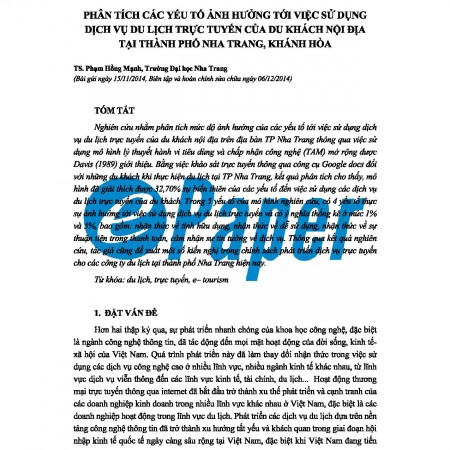 PHÂN TÍCH CÁC YẾU TỐ ẢNH HƯỞNG TỚI VIỆC SỬ DỤNG
DỊCH VỤ DU LỊCH TRỰC TUYẾN CỦA DU KHÁCH NỘI ĐỊA
TẠI THÀNH PHỐ NHA TRANG, KHÁNH HÒA
TS. Phạm Hồng Mạnh, Trường Đại học Nha Trang
(Bài gửi ngày 15/11/2014, Biên tập và hoàn chỉnh sửa chữa ngày 06/12/2014)
TÓM TẮT
Nghiên cứu nhằm phân tích mức độ ảnh hưởng của các yếu tố tới việc sử dụng dịch
vụ du lịch trực tuyến của du khách nội địa trên địa bàn TP Nha Trang thông qua việc sử
dụng mô hình lý thuyết hành vi tiêu dùng và chấp nhận công nghệ (TAM) mở rộng được
Davis (1989) giới thiệu. Bằng việc khảo sát trực tuyến thông qua công cụ Google docs đối
với những du khách khi thực hiện du lịch tại TP Nha Trang, kết quả phân tích cho thấy, mô
hình đã giải thích được 32,70% sự biến thiên của các yếu tố đến việc sử dụng các dịch
vụ du lịch trực tuyến. Trong 5 yếu tố của mô hình nghiên cứu, có 4 yếu tố thực
sự ảnh hưởng tới việc sử dụng dịch vụ du lịch trực tuyến và có ý nghĩa thống kê ở mức 1% và
5%, bao gồm: nhận thức về tính hữu dụng, nhận thức về dễ sử dụng, nhận thức về sự
thuận tiện trong thanh toán, cảm nhận sự tin tưởng về dịch vụ. Thông qua kết quả nghiên
cứu, tác giả cũng đề xuất một số kiến nghị trong chính sách phát triển dịch vụ trực tuyến
cho các công ty du lịch tại thành phố Nha Trang hiện nay.
Từ khóa: du lịch, trực tuyến, e– tourism
ePaper
1. ĐẶT VẤN ĐỀ
Hơn hai thập kỷ qua, sự phát triển nhanh chóng của khoa học công nghệ, đặc biệt
là ngành công nghệ thông tin, đã tác động đến mọi mặt hoạt động của đời sống, kinh tế-
xã hội của Việt Nam. Quá trình phát triển này đã làm thay đổi nhận thức trong việc sử
dụng các dịch vụ công nghệ cao ở nhiều lĩnh vực, nhiều ngành kinh tế khác nhau, từ lĩnh
vực dịch vụ viễn thông đến các lĩnh vực kinh tế, tài chính, du lịch... Hoạt động thương
mại trực tuyến thông qua internet đã bắt đầu trở thành xu thế phát triển và cạnh tranh của
các doanh nghiệp kinh doanh trong nhiều lĩnh vực khác nhau ở Việt Nam, đặc biệt là các
doanh nghiệp hoạt động trong lĩnh vực du lịch. Phát triển các dịch vụ du lịch dựa trên nền
tảng công nghệ thông tin đã trở thành xu hướng tất yếu và khách quan trong giai đoạn hội
nhập kinh tế quốc tế ngày càng sâu rộng tại Việt Nam, đặc biệt khi Việt Nam đang tiến